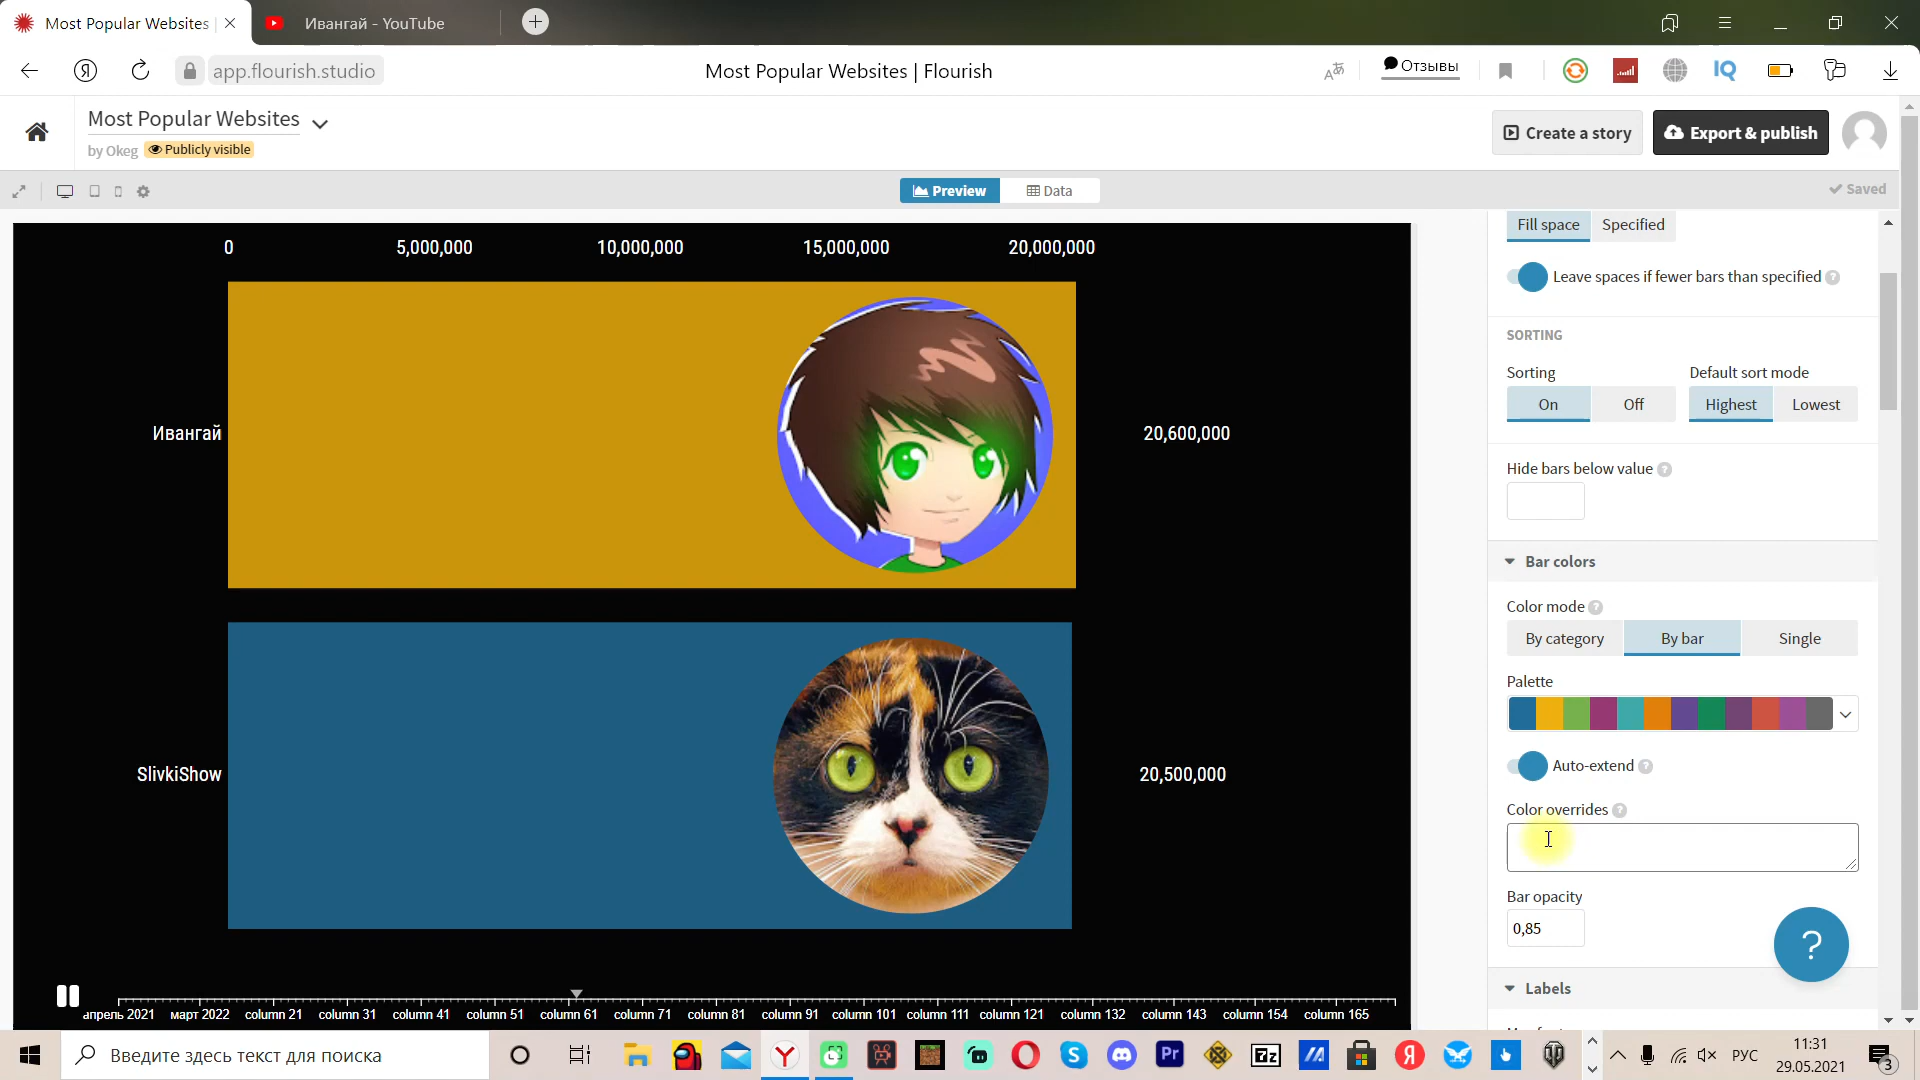 Most Popular Websites
Ивангай - YouTube
app.flourish.studio
Most Popular Websites | Flourish
Отзывы
Most Popular Websites
by Okeg
Publicly visible
Create a story
Export & publish
Preview
Data
Saved
0
5,000,000
10,000,000
15,000,000
20,000,000
Ивангай
20,600,000
SlivkiShow
20,500,000
апрель 2021
март 2022
column 21
column 31
column 41
column 51
column 61
column 71
column 81
column 91
column 101
column 111
column 121
column 132
column 143
column 154
column 165
Fill space
Specified
Leave spaces if fewer bars than specified
SORTING
Sorting
Default sort mode
On
Off
Highest
Lowest
Hide bars below value
Bar colors
Color mode
By category
By bar
Single
Palette
Auto-extend
Color overrides
Bar opacity
0,85
?
Labels
Введите здесь текст для поиска
РУС
11:31
29.05.2021
3